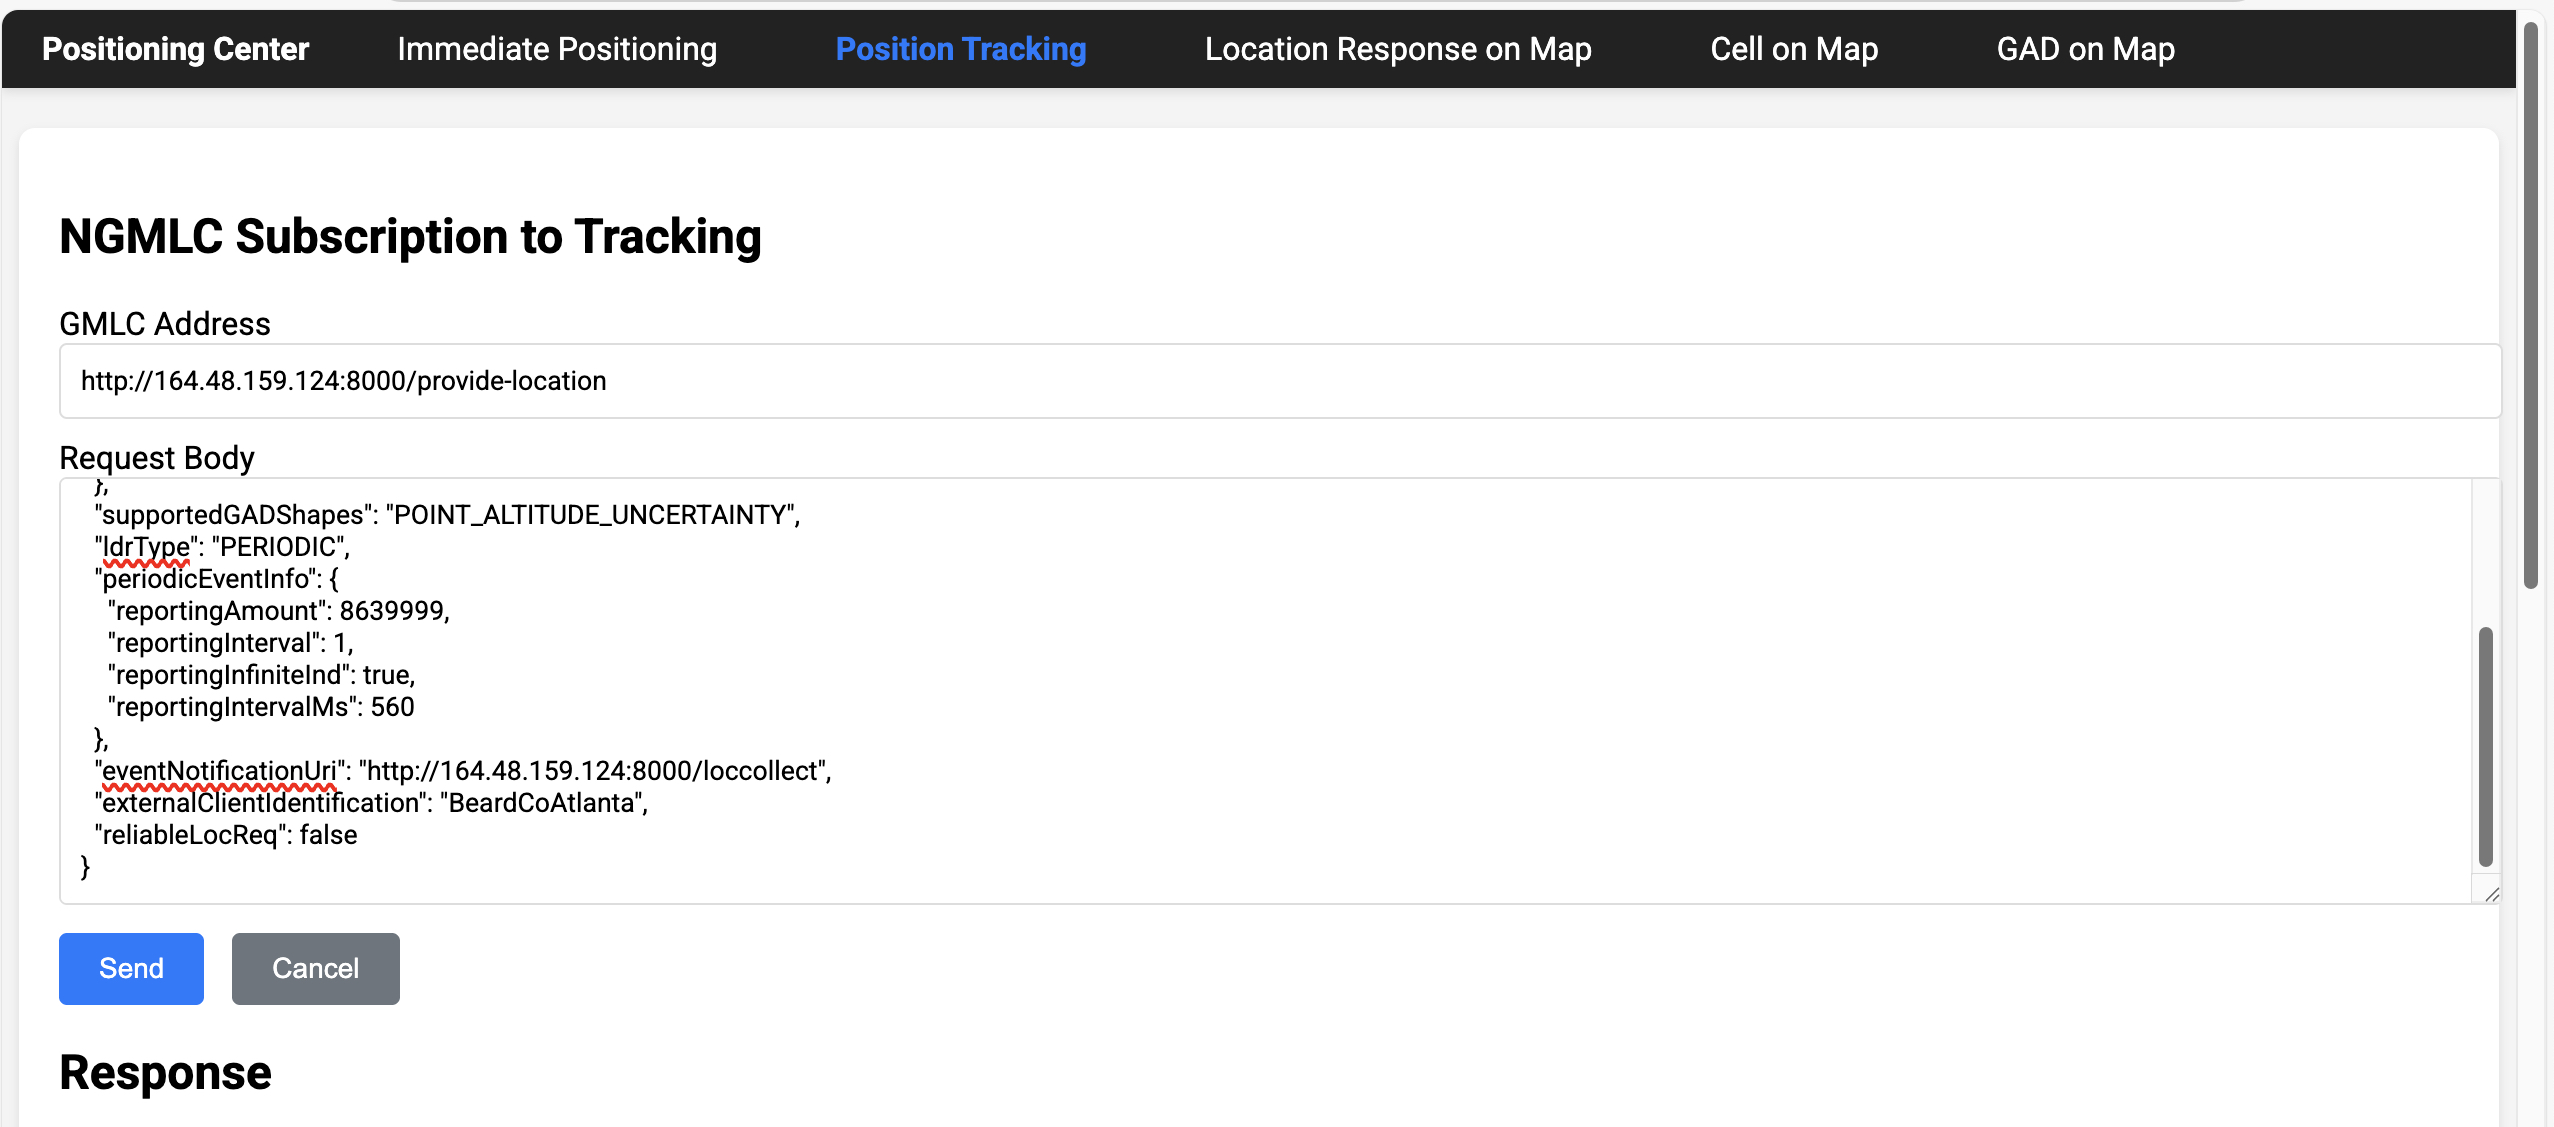 Positioning Center Immediate Positioning Position Tracking Location Response on Map Cell on Map GAD on Map
NGMLC Subscription to Tracking
GMLC Address
http://164.48.159.124:8000/provide-location
Request Body
},
"supportedGADShapes": "POINT_ALTITUDE_UNCERTAINTY",
"ldrType": "PERIODIC",
"periodicEventInfo": {
"reportingAmount": 8639999,
"reportingInterval": 1,
"reportingInfiniteInd": true,
"reportingIntervalMs": 560
},
"eventNotificationUri": "http://164.48.159.124:8000/loccollect",
"externalClientIdentification": "BeardCoAtlanta",
"reliableLocReq": false
}
Send Cancel
Response